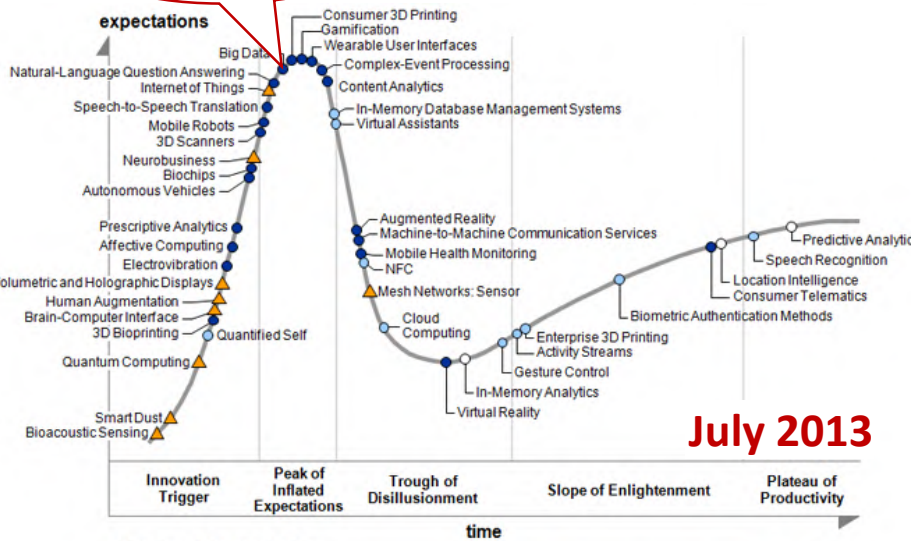 expectations
Consumer 3D Printing
Gamification
Wearable User Interfaces
Big Data
Complex-Event Processing
Natural-Language Question Answering
Content Analytics
Internet of Things
In-Memory Database Management Systems
Speech-to-Speech Translation
Virtual Assistants
Mobile Robots
3D Scanners
Neurobusiness
Biochips
Autonomous Vehicles
Augmented Reality
Prescriptive Analytics
Machine-to-Machine Communication Services
Predictive Analytic
Affective Computing
Mobile Health Monitoring
Speech Recognition
Electrovibration
NFC
Location Intelligence
olumetric and Holographic Displays
Mesh Networks: Sensor
Consumer Telematics
Human Augmentation
Biometric Authentication Methods
Brain-Computer Interface
Cloud
Computing
3D Bioprinting
Quantified Self
Enterprise 3D Printing
Activity Streams
Quantum Computing
Gesture Control
In-Memory Analytics
Virtual Reality
Smart Dust
Bioacoustic Sensing
July 2013
Innovation
Trigger
Peak of
Inflated
Expectations
Trough of
Disillusionment
Slope of Enlightenment
Plateau of
Productivity
time